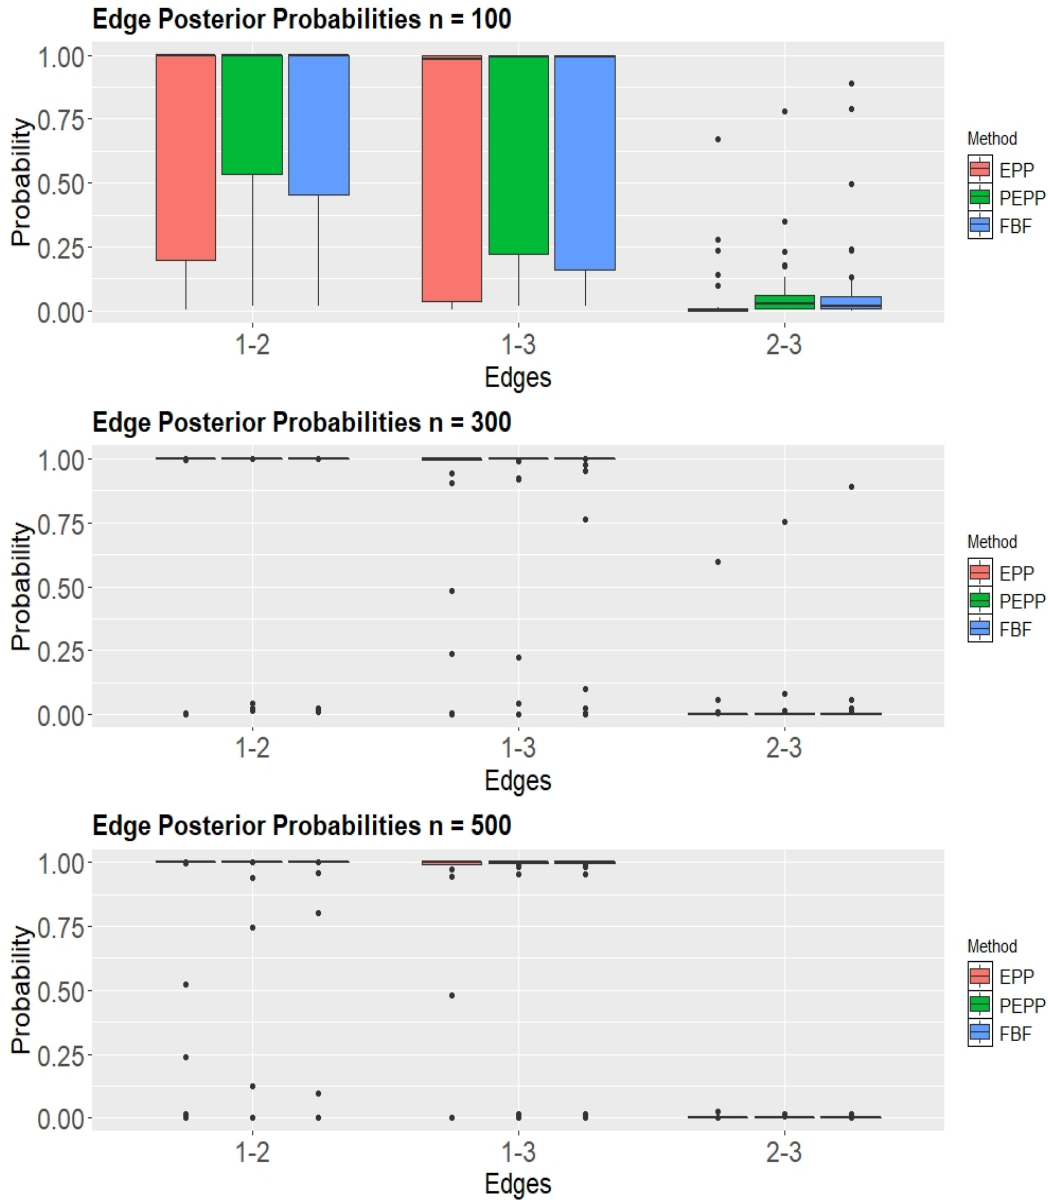 Edge Posterior Probabilities n = 100
Probability
1.00
0.75
0.50
0.25
0.00
1-2 1-3 2-3
Edges
Method
EPP
PEPP
FBF
Edge Posterior Probabilities n = 300
Probability
1.00
0.75
0.50
0.25
0.00
1-2 1-3 2-3
Edges
Method
EPP
PEPP
FBF
Edge Posterior Probabilities n = 500
Probability
1.00
0.75
0.50
0.25
0.00
1-2 1-3 2-3
Edges
Method
EPP
PEPP
FBF